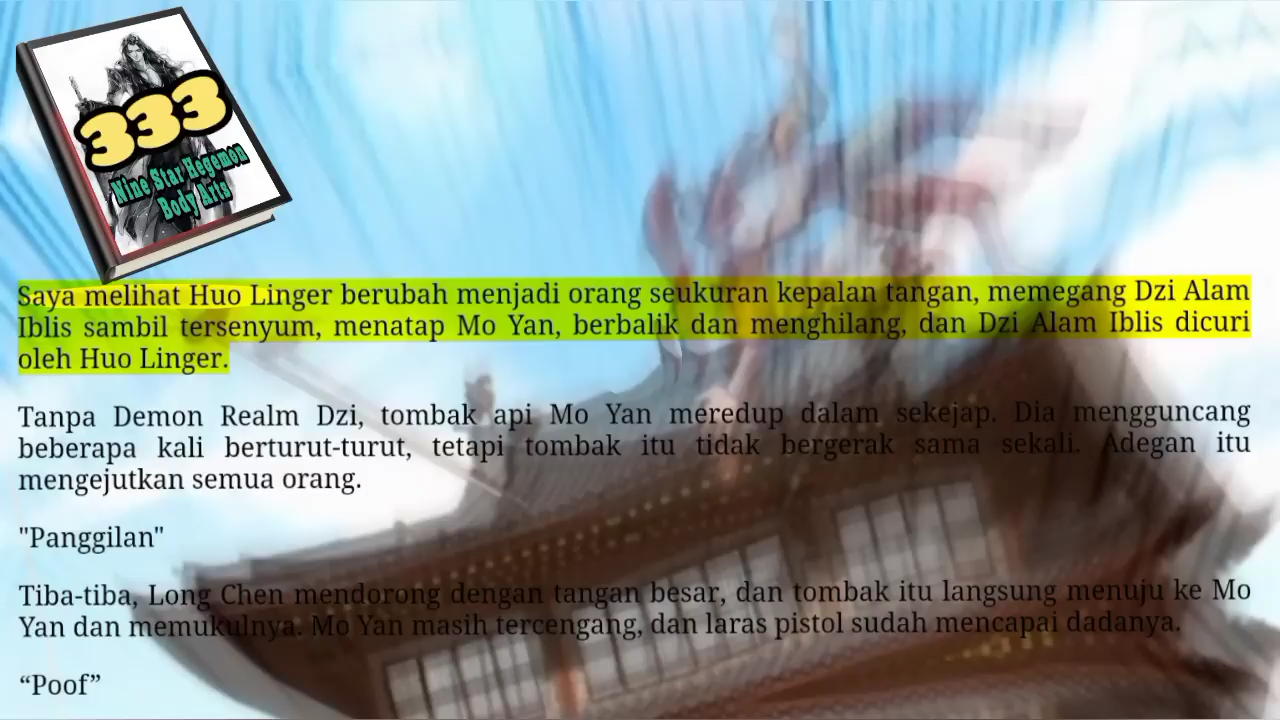 333
Nine Star Hegemon
Body Arts
Saya melihat Huo Linger berubah menjadi orang seukuran kepalan tangan, memegang Dzi Alam
Iblis sambil tersenyum, menatap Mo Yan, berbalik dan menghilang, dan Dzi Alam Iblis dicuri
oleh Huo Linger.
Tanpa Demon Realm Dzi, tombak api Mo Yan meredup dalam sekejap. Dia mengguncang
beberapa kali berturut-turut, tetapi tombak itu tidak bergerak sama sekali. Adegan itu
mengejutkan semua orang.
"Panggilan"
Tiba-tiba, Long Chen mendorong dengan tangan besar, dan tombak itu langsung menuju ke Mo
Yan dan memukulnya. Mo Yan masih tercengang, dan laras pistol sudah mencapai dadanya.
“Poof”